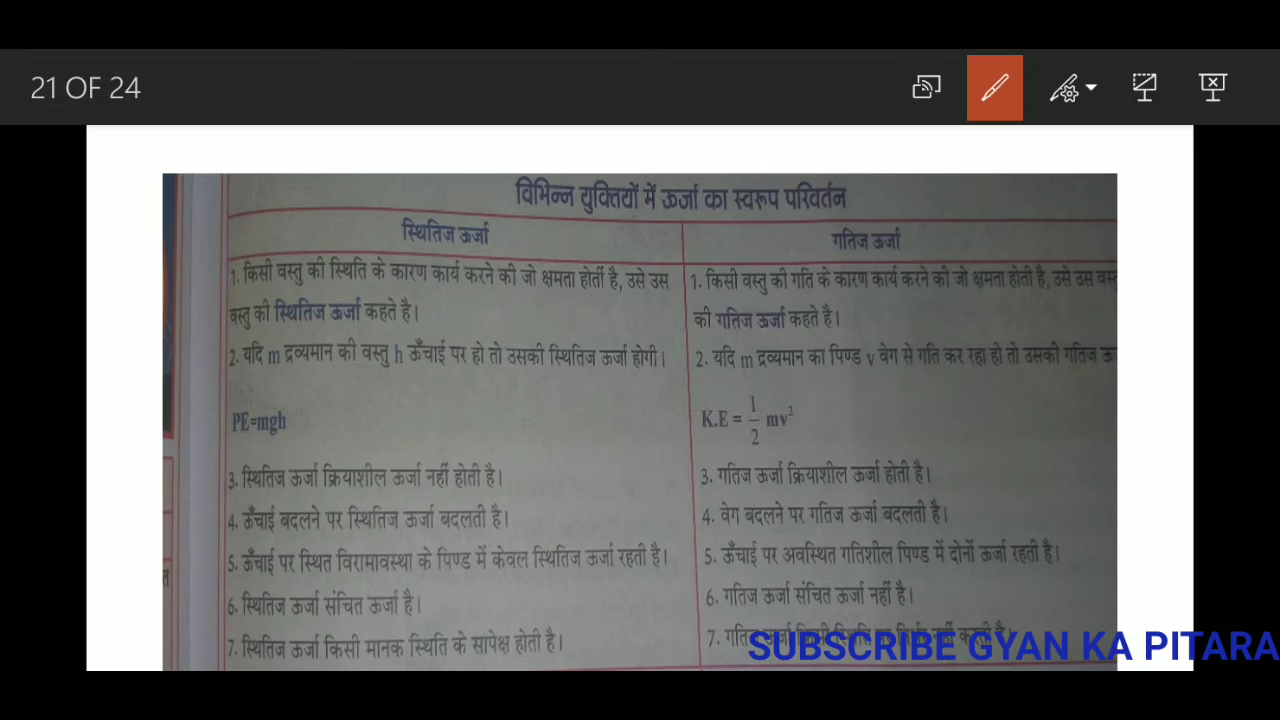 21 OF 24
विभिन्न युक्तियों में ऊर्जा का स्वरूप परिवर्तन
स्थितिज ऊर्जा
1. किसी वस्तु की स्थिति के कारण कार्य करने की जो क्षमता होती है, उसे उस
वस्तु की स्थितिज ऊर्जा कहते है।
2. यदि m द्रव्यमान की वस्तु h ऊँचाई पर हो तो उसकी स्थितिज ऊर्जा होगी।
PE=mgh
3. स्थितिज ऊर्जा क्रियाशील ऊर्जा नहीं होती है।
4. ऊँचाई बदलने पर स्थितिज ऊर्जा बदलती है।
5. ऊँचाई पर स्थित विरामावस्था के पिण्ड में केवल स्थितिज ऊर्जा रहती है।
6. स्थितिज ऊर्जा संचित ऊर्जा है।
7. स्थितिज ऊर्जा किसी मानक स्थिति के सापेक्ष होती है।
गतिज ऊर्जा
1. किसी वस्तु की गति के कारण कार्य करने की जो क्षमता होती है, उसे उस
की गतिज ऊर्जा कहते है।
2. यदि m द्रव्यमान का पिण्ड v वेग से गति कर रहा हो तो उसकी गतिज
K.E = 1/2 mv²
3. गतिज ऊर्जा क्रियाशील ऊर्जा होती है।
4. वेग बदलने पर गतिज ऊर्जा बदलती है।
5. ऊँचाई पर अवस्थित गतिशील पिण्ड में दोनों ऊर्जा रहती है।
6. गतिज ऊर्जा संचित ऊर्जा नहीं है।
7.
SUBSCRIBE GYAN KA PITARA